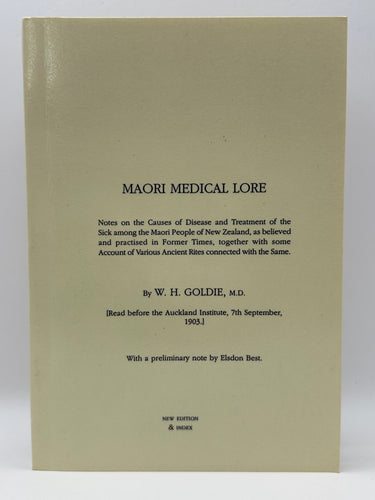 MAORI MEDICAL LORE
Notes on the Causes of Disease and Treatment of the
Sick among the Maori People of New Zealand, as believed
and practised in Former Times, together with some
Account of Various Ancient Rites connected with the Same.
By W. H. GOLDIE, M.D.
[Read before the Auckland Institute, 7th September,
1903.]
With a preliminary note by Elsdon Best.
NEW EDITION
& INDEX